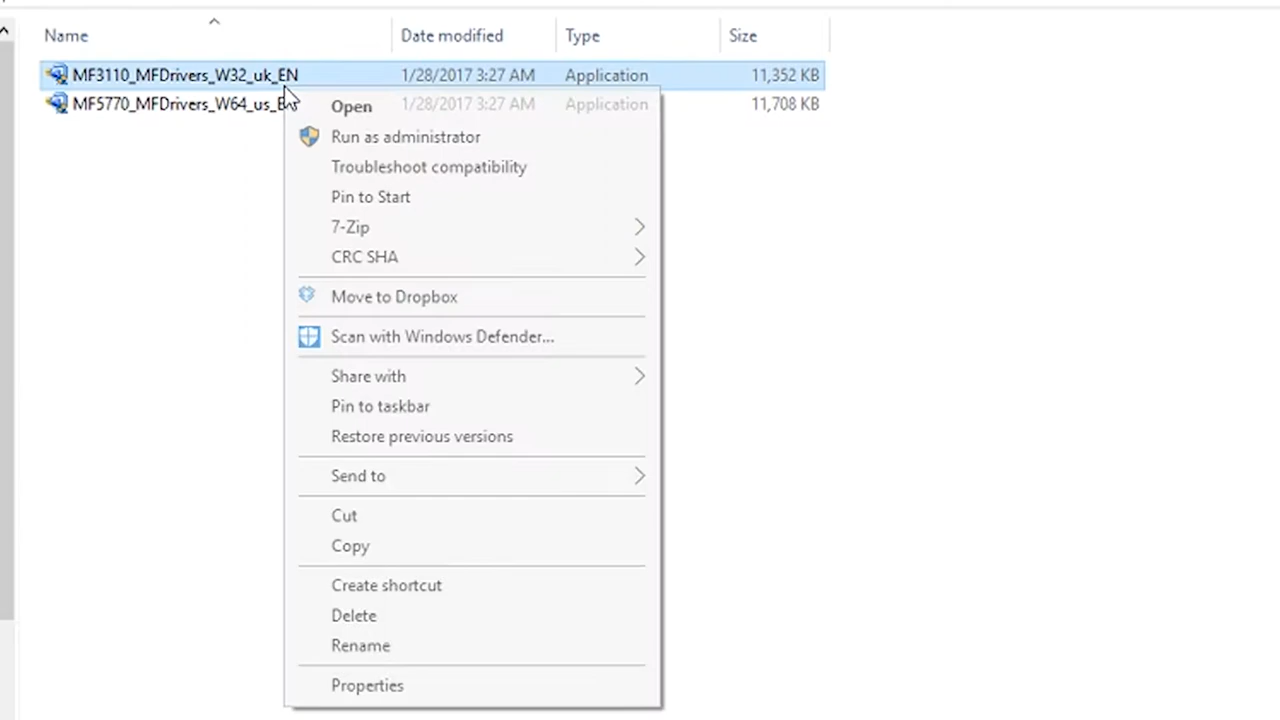 Name Date modified Type Size
MF3110_MFDrivers_W32_uk_EN 1/28/2017 3:27 AM Application 11,352 KB
MF5770_MFDrivers_W64_us_ 1/28/2017 3:27 AM Application 11,708 KB
Open
Run as administrator
Troubleshoot compatibility
Pin to Start
7-Zip
CRC SHA
Move to Dropbox
Scan with Windows Defender...
Share with
Pin to taskbar
Restore previous versions
Send to
Cut
Copy
Create shortcut
Delete
Rename
Properties